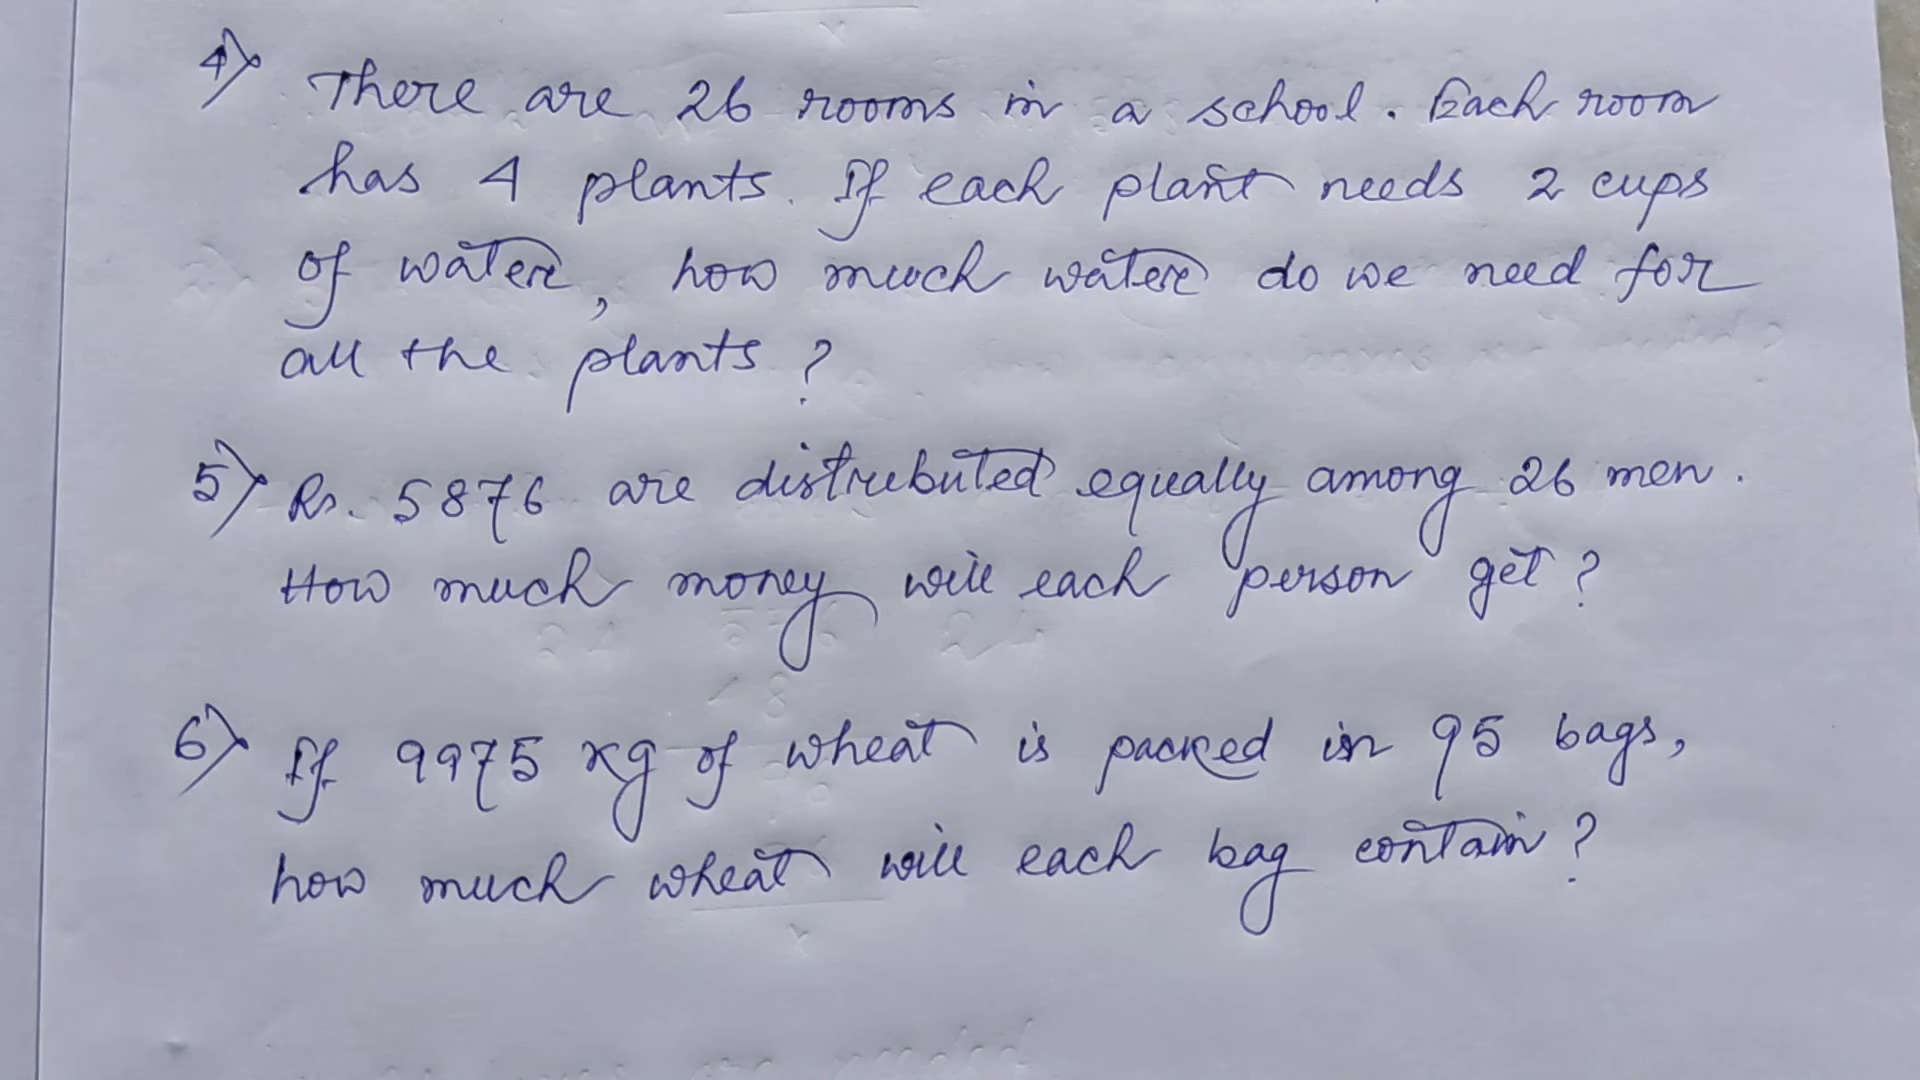 4) There are 26 rooms in a school. Each room
has 4 plants. If each plant needs 2 cups
of water, how much water do we need for
all the plants?
5) Rs. 5876 are distributed equally among 26 men.
How much money will each person get?
6) If 9975 kg of wheat is packed in 95 bags,
how much wheat will each bag contain?